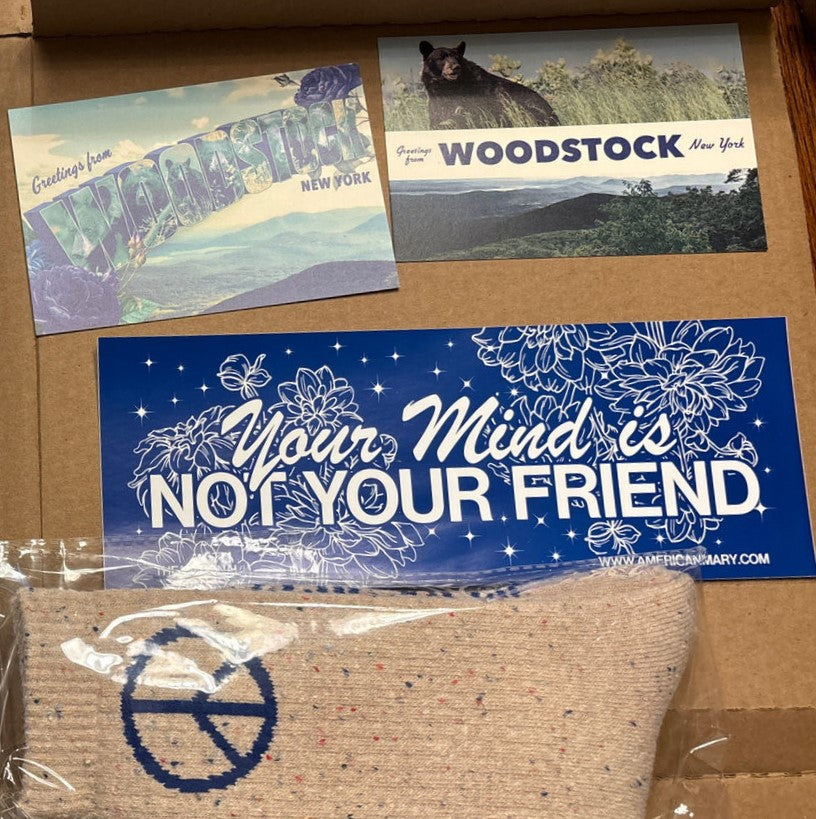 Greetings from
WOODSTOCK
NEW YORK
Greetings
from
WOODSTOCK
New York
Your Mind is
NOT YOUR FRIEND
WWW.AMERICANMARY.COM